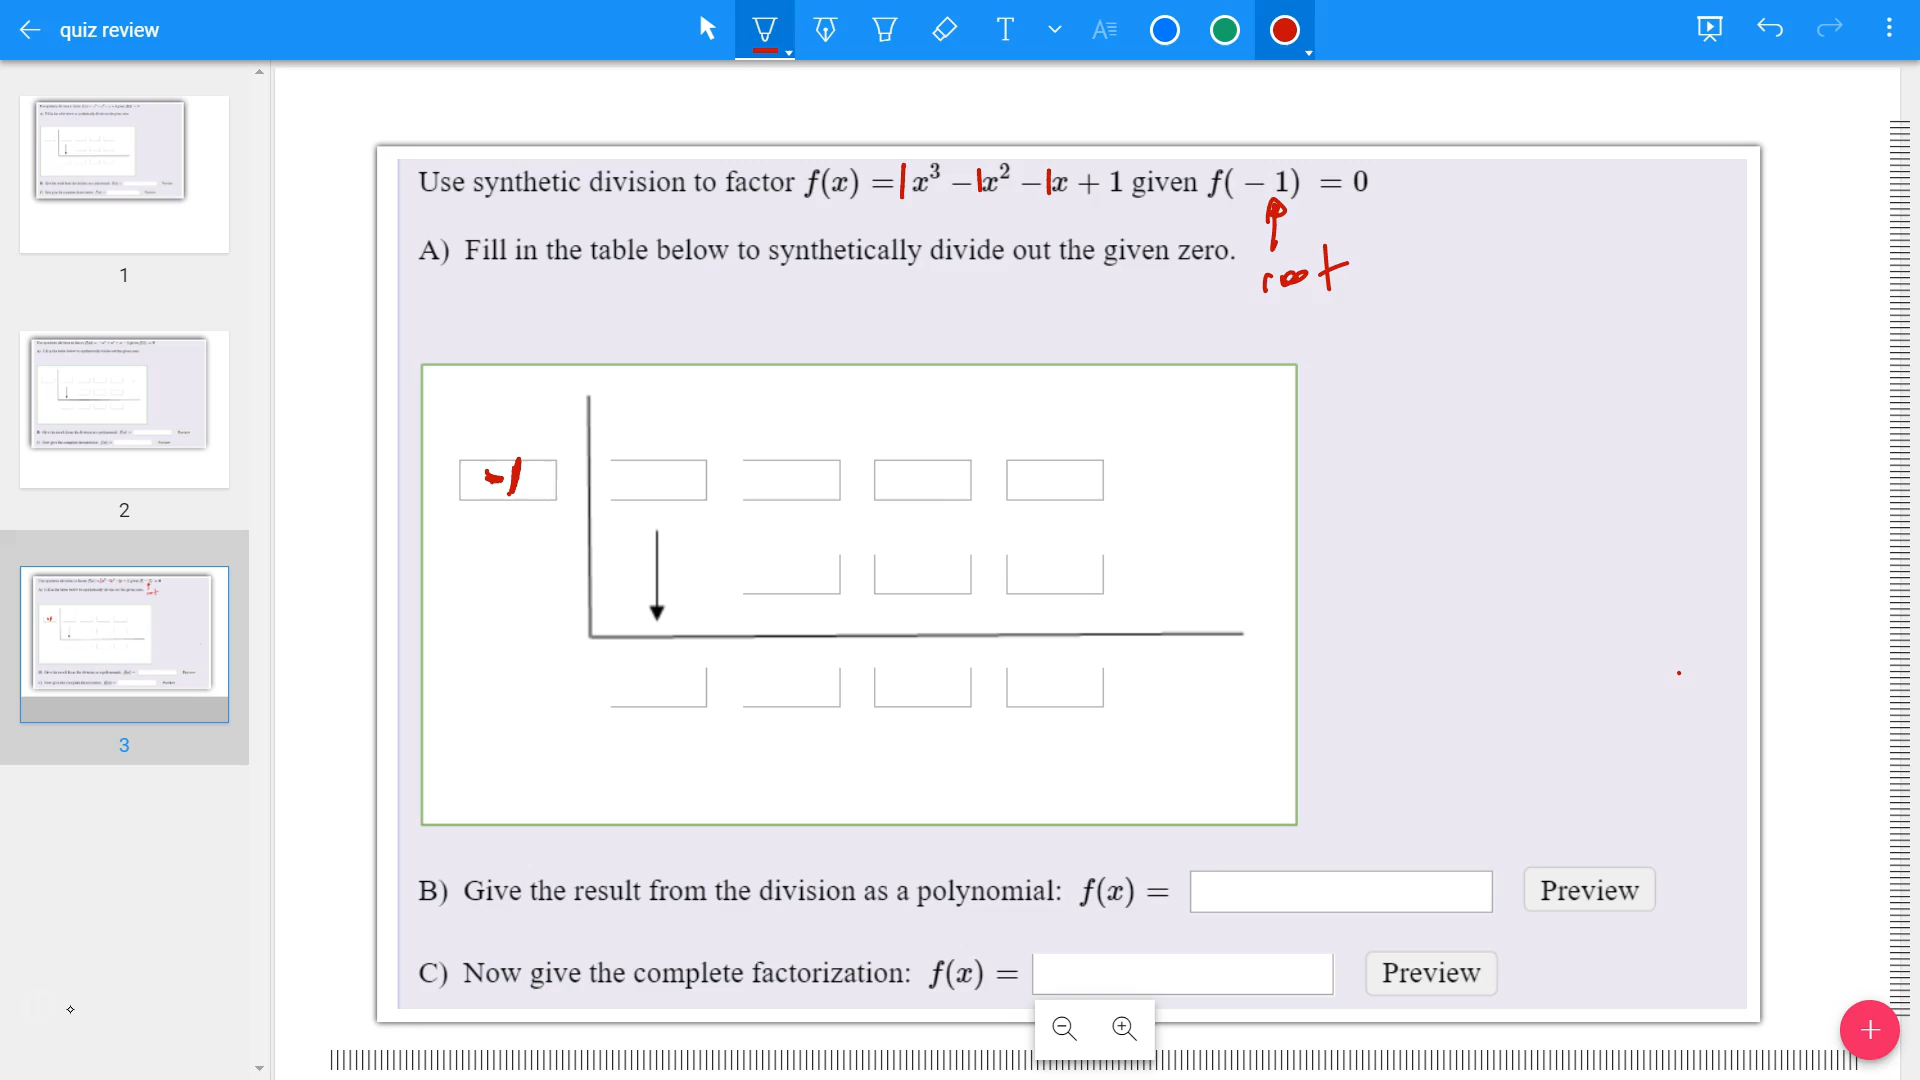 quiz review
T
A
Use synthetic division to factor f(x) = 1x³ − 1x² − 1x + 1 given f( − 1) = 0
A) Fill in the table below to synthetically divide out the given zero.
root
-1
B) Give the result from the division as a polynomial: f(x) =
Preview
C) Now give the complete factorization: f(x) =
Preview
1
2
3